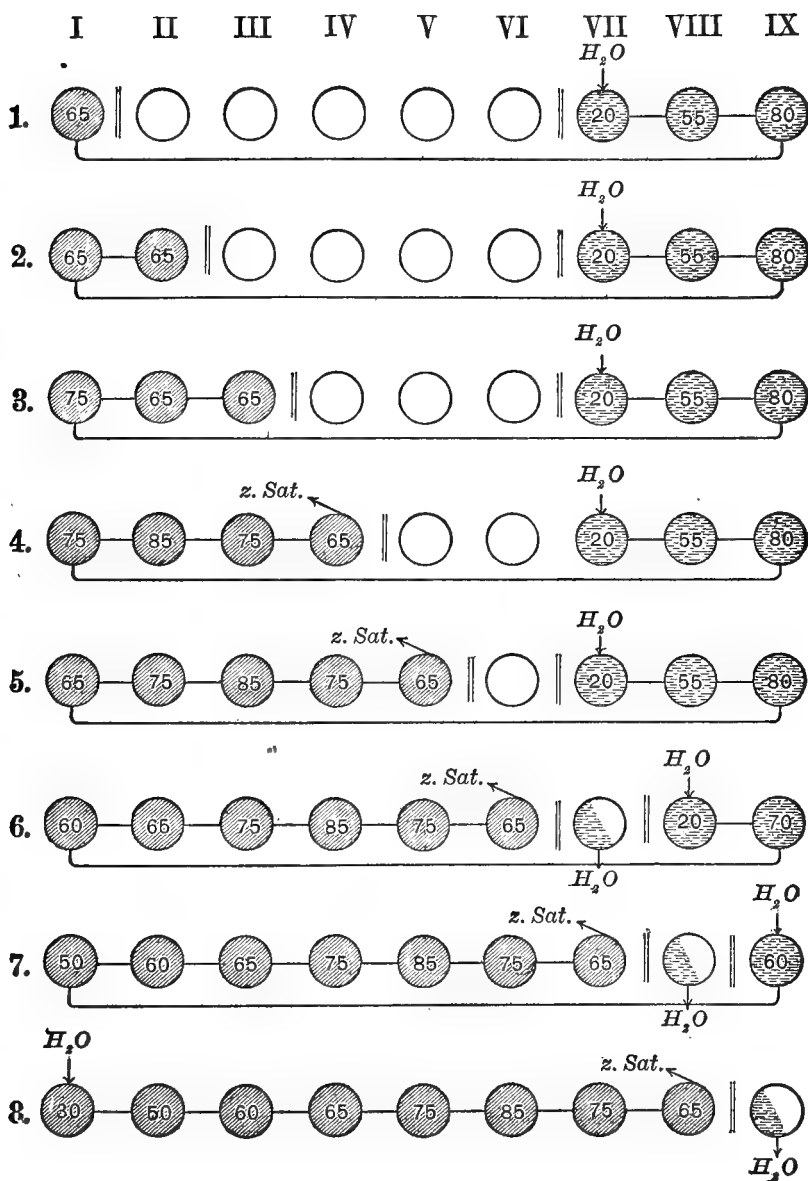 I II III IV V VI VII VIII IX
H₂O
1. 65 20 55 80
H₂O
2. 65 65 20 55 80
H₂O
3. 75 65 65 20 55 80
z. Sat. H₂O
4. 75 85 75 65 20 55 80
z. Sat. H₂O
5. 65 75 85 75 65 20 55 80
z. Sat. H₂O
6. 60 65 75 85 75 65 20 70
H₂O
z. Sat. H₂O
7. 50 60 65 75 85 75 65 60
H₂O
H₂O z. Sat.
8. 30 50 60 65 75 85 75 65
H₂O